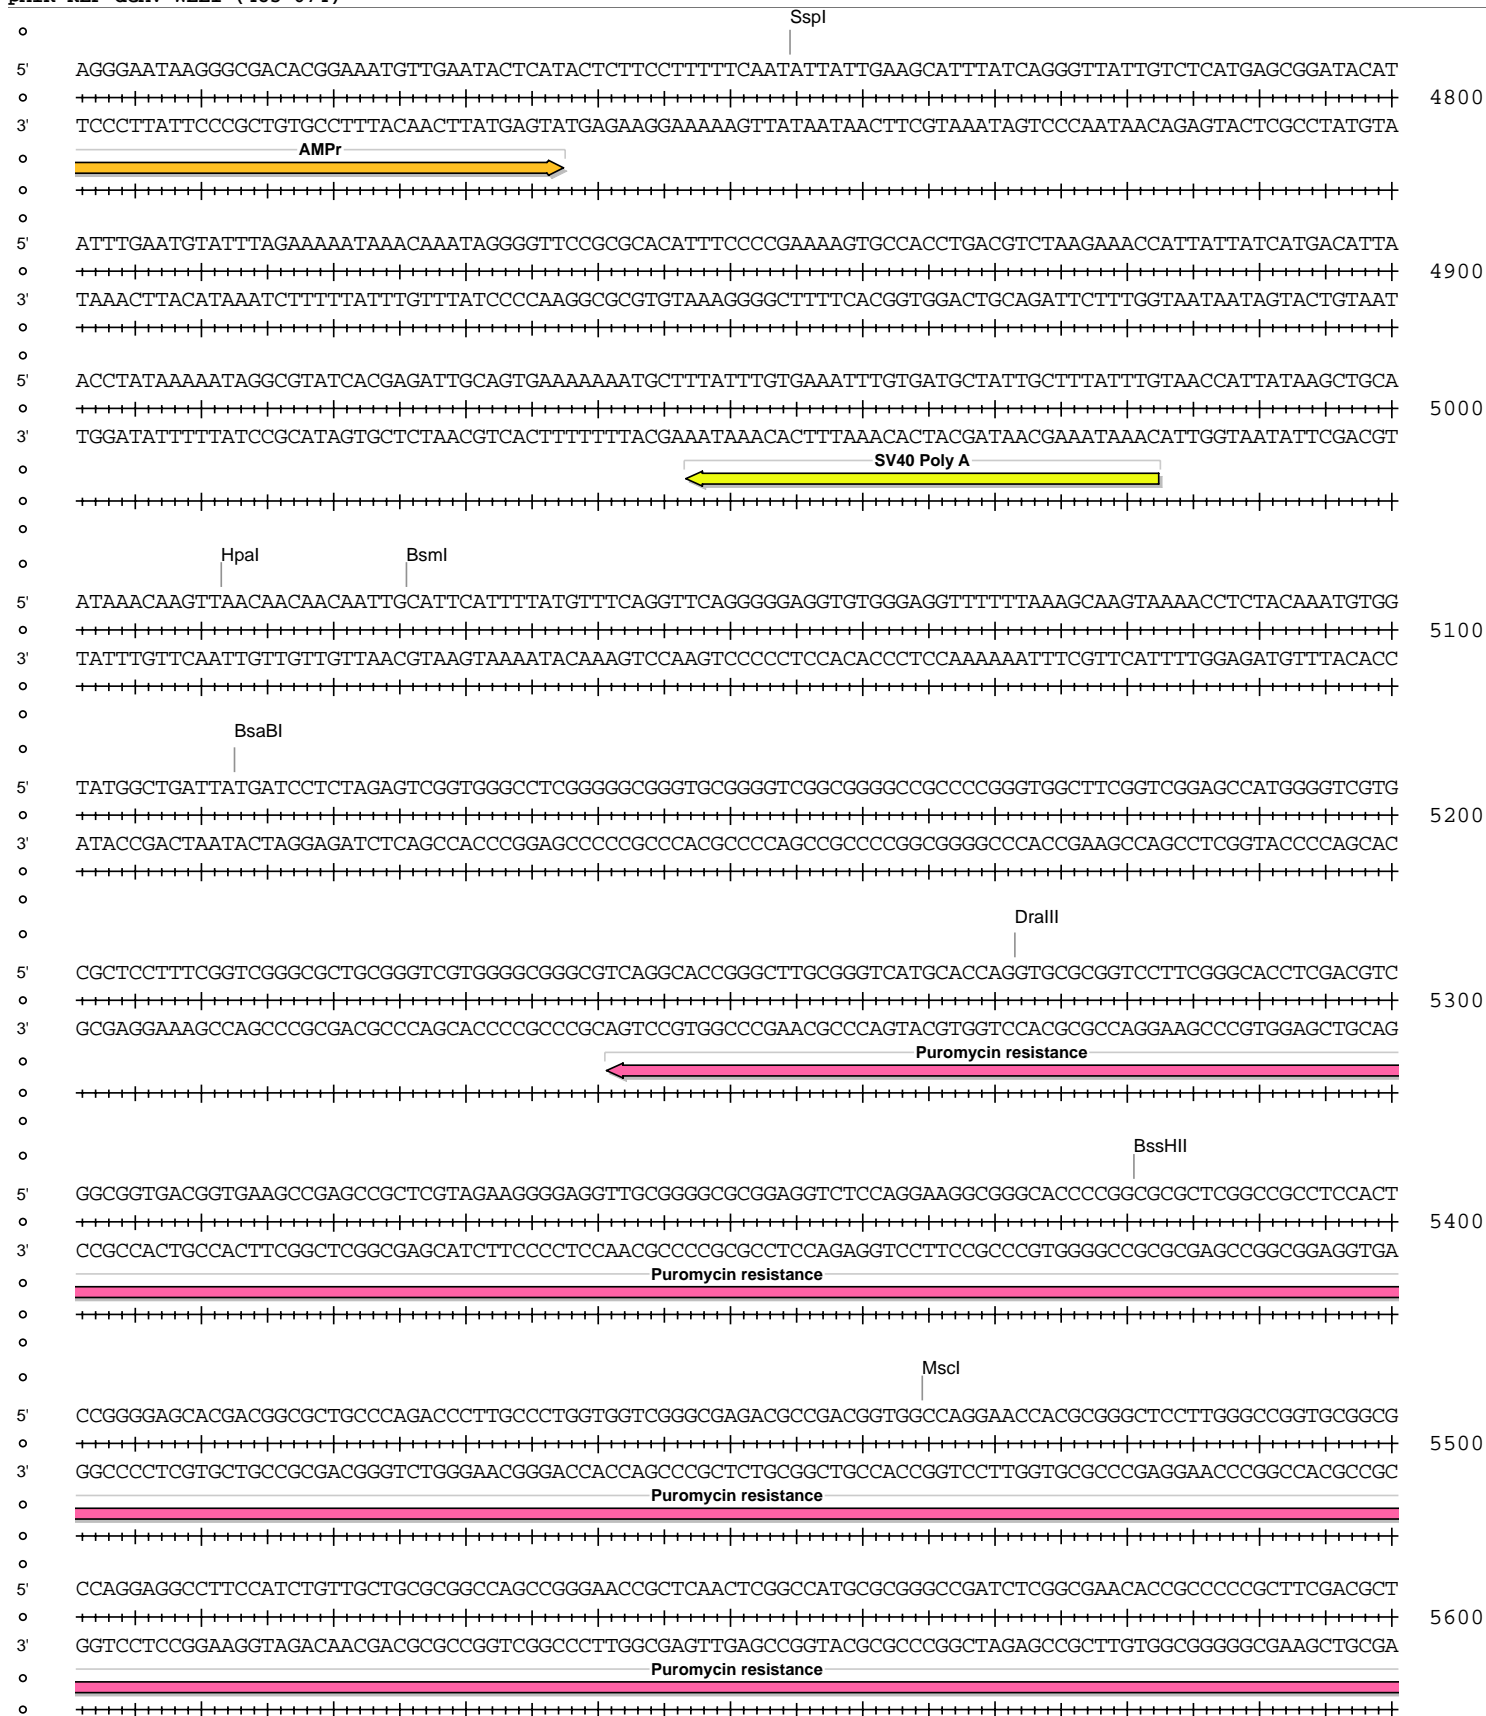 SspI
5' AGGGAATAAGGGCGACACGGAAATGTTGAATACTCATACTCTTCCTTTTTCAATATTATTGAAGCATTTATCAGGGTTATTGTCTCATGAGCGGATACAT
4800
3' TCCCTTATTCCCGCTGTGCCTTTACAACTTATGAGTATGAGAAGGAAAAAGTTATAATAACTTCGTAAATAGTCCCAATAACAGAGTACTCGCCTATGTA
AMPr
5' ATTTGAATGTATTTAGAAAAATAAACAAATAGGGGTTCCGCGCACATTTCCCCGAAAAGTGCCACCTGACGTCTAAGAAACCATTATTATCATGACATTA
4900
3' TAAACTTACATAAATCTTTTTATTTGTTTATCCCCAAGGCGCGTGTAAAGGGGCTTTTCACGGTGGACTGCAGATTCTTTGGTAATAATAGTACTGTAAT
5' ACCTATAAAAATAGGCGTATCACGAGATTGCAGTGAAAAAAATGCTTTATTTGTGAAATTTGTGATGCTATTGCTTTATTTGTAACCATTATAAGCTGCA
5000
3' TGGATATTTTTATCCGCATAGTGCTCTAACGTCACTTTTTTTACGAAATAAACACTTTAAACACTACGATAACGAAATAAACATTGGTAATATTCGACGT
SV40 Poly A
HpaI BsmI
5' ATAAACAAGTTAACAACAACAATTGCATTCATTTTATGTTTCAGGTTCAGGGGGAGGTGTGGGAGGTTTTTTAAAGCAAGTAAAACCTCTACAAATGTGG
5100
3' TATTTGTTCAATTGTTGTTGTTAACGTAAGTAAAATACAAAGTCCAAGTCCCCCTCCACACCCTCCAAAAAATTTCGTTCATTTTGGAGATGTTTACACC
BsaBI
5' TATGGCTGATTATGATCCTCTAGAGTCGGTGGGCCTCGGGGGCGGGTGCGGGGTCGGCGGGGCCGCCCCGGGTGGCTTCGGTCGGAGCCATGGGGTCGTG
5200
3' ATACCGACTAATACTAGGAGATCTCAGCCACCCGGAGCCCCCGCCCACGCCCCAGCCGCCCCGGCGGGGCCCACCGAAGCCAGCCTCGGTACCCCAGCAC
DraIII
5' CGCTCCTTTCGGTCGGGCGCTGCGGGTCGTGGGGCGGGCGTCAGGCACCGGGCTTGCGGGTCATGCACCAGGTGCGCGGTCCTTCGGGCACCTCGACGTC
5300
3' GCGAGGAAAGCCAGCCCGCGACGCCCAGCACCCCGCCCGCAGTCCGTGGCCCGAACGCCCAGTACGTGGTCCACGCGCCAGGAAGCCCGTGGAGCTGCAG
Puromycin resistance
BssHII
5' GGCGGTGACGGTGAAGCCGAGCCGCTCGTAGAAGGGGAGGTTGCGGGGCGCGGAGGTCTCCAGGAAGGCGGGCACCCCGGCGCGCTCGGCCGCCTCCACT
5400
3' CCGCCACTGCCACTTCGGCTCGGCGAGCATCTTCCCCTCCAACGCCCCGCGCCTCCAGAGGTCCTTCCGCCCGTGGGGCCGCGCGAGCCGGCGGAGGTGA
Puromycin resistance
MscI
5' CCGGGGAGCACGACGGCGCTGCCCAGACCCTTGCCCTGGTGGTCGGGCGAGACGCCGACGGTGGCCAGGAACCACGCGGGCTCCTTGGGCCGGTGCGGCG
5500
3' GGCCCCTCGTGCTGCCGCGACGGGTCTGGGAACGGGACCACCAGCCCGCTCTGCGGCTGCCACCGGTCCTTGGTGCGCCCGAGGAACCCGGCCACGCCGC
Puromycin resistance
5' CCAGGAGGCCTTCCATCTGTTGCTGCGCGGCCAGCCGGGAACCGCTCAACTCGGCCATGCGCGGGCCGATCTCGGCGAACACCGCCCCCGCTTCGACGCT
5600
3' GGTCCTCCGGAAGGTAGACAACGACGCGCCGGTCGGCCCTTGGCGAGTTGAGCCGGTACGCGCCCGGCTAGAGCCGCTTGTGGCGGGGGCGAAGCTGCGA
Puromycin resistance